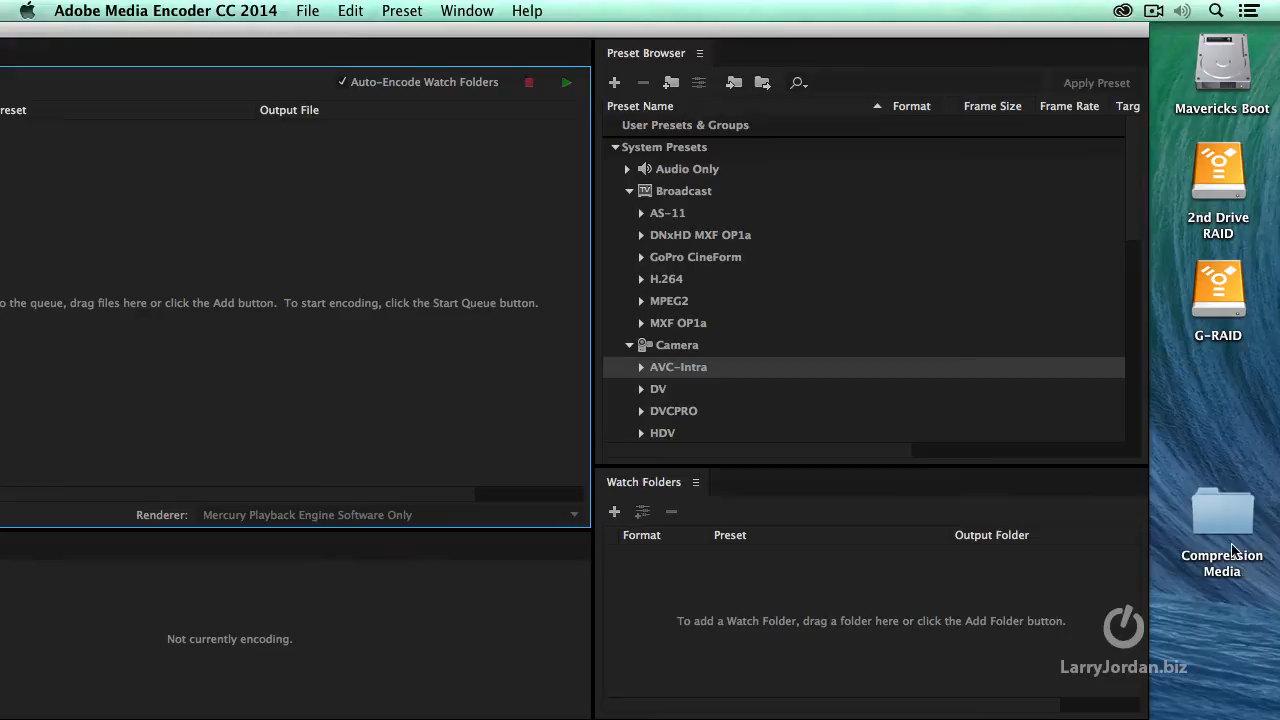 Adobe Media Encoder CC 2014 File Edit Preset Window Help
Preset Browser
Auto-Encode Watch Folders
Apply Preset
reset Output File
Preset Name Format Frame Size Frame Rate Targ
User Presets & Groups
System Presets
Audio Only
TV Broadcast
AS-11
DNxHD MXF OP1a
GoPro CineForm
H.264
MPEG2
MXF OP1a
Camera
AVC-Intra
DV
DVCPRO
HDV
o the queue, drag files here or click the Add button. To start encoding, click the Start Queue button.
Renderer: Mercury Playback Engine Software Only
Not currently encoding.
Watch Folders
Format Preset Output Folder
To add a Watch Folder, drag a folder here or click the Add Folder button.
Mavericks Boot
2nd Drive
RAID
G-RAID
Compression
Media
LarryJordan.biz